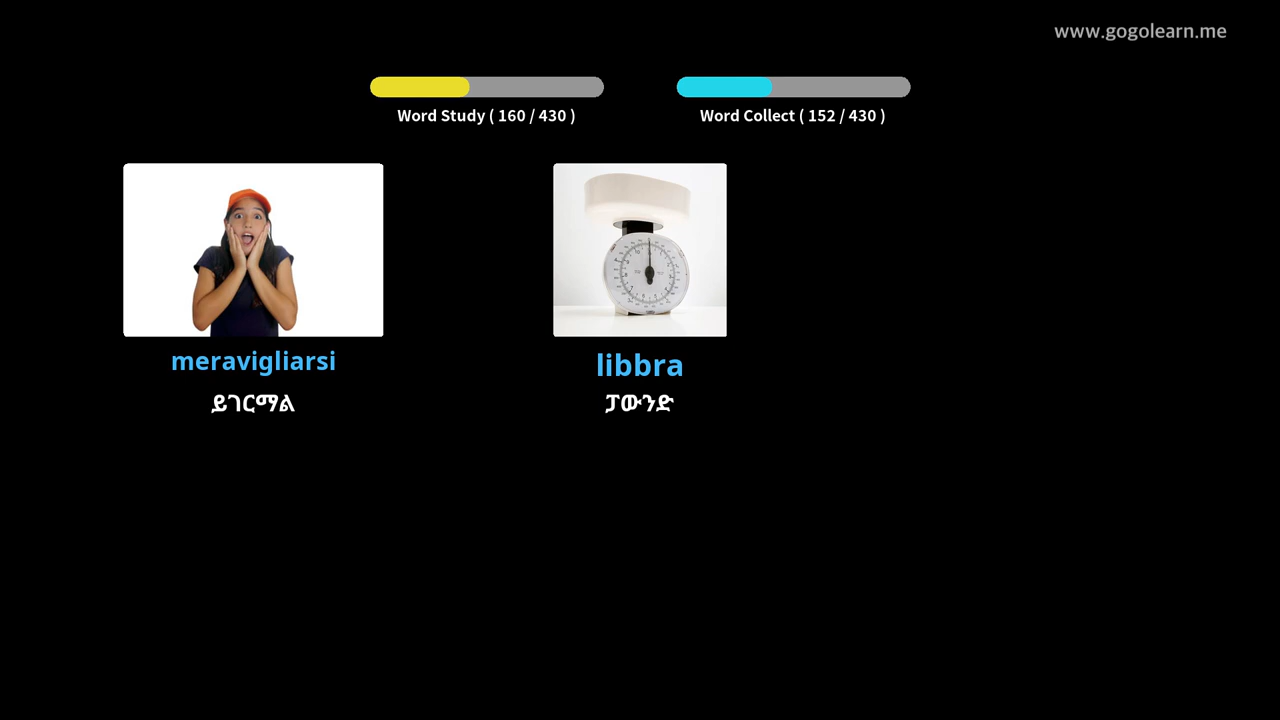 www.gogolearn.me
Word Study ( 160 / 430 )
Word Collect ( 152 / 430 )
meravigliarsi
ይገርማል
libbra
ፓውንድ